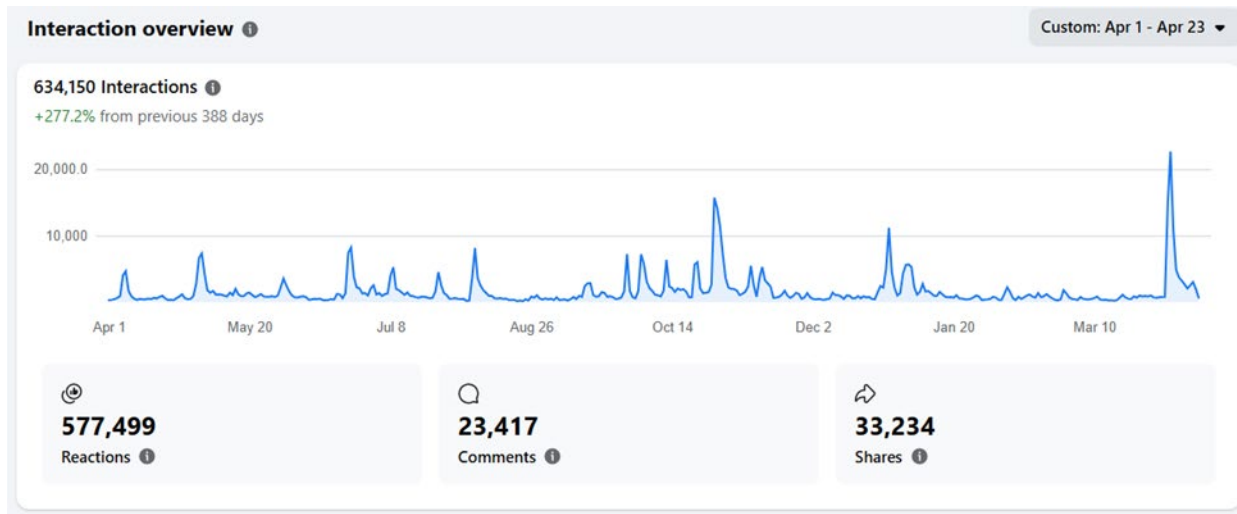 Interaction overview
Custom: Apr 1 - Apr 23
634,150 Interactions
+277.2% from previous 388 days
20,000.0
10,000
Apr 1 May 20 Jul 8 Aug 26 Oct 14 Dec 2 Jan 20 Mar 10
577,499 23,417 33,234
Reactions Comments Shares